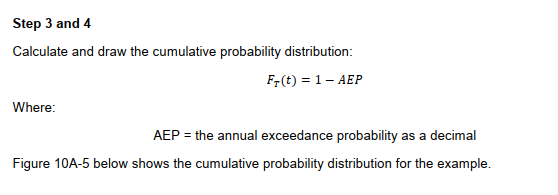 Step 3 and 4
Calculate and draw the cumulative probability distribution:
F_T(t) = 1 – AEP
Where:
AEP = the annual exceedance probability as a decimal
Figure 10A-5 below shows the cumulative probability distribution for the example.